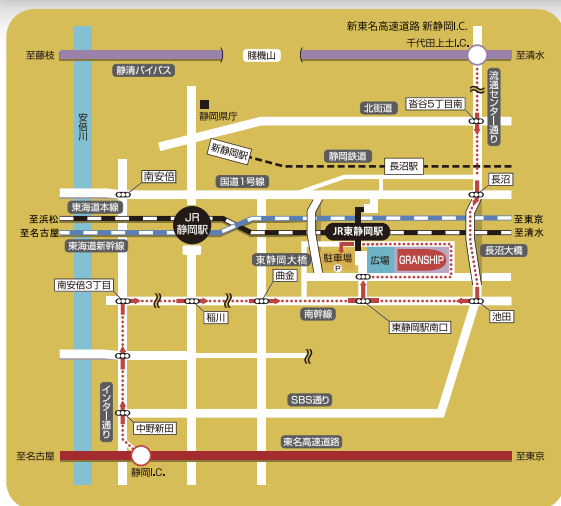 新東名高速道路 新静岡I.C.
千代田上土I.C.
至藤枝
賤機山
至清水
静清バイパス
流通センター通り
安倍川
静岡県庁
北街道
沓谷5丁目南
新静岡駅
静岡鉄道
長沼駅
南安倍
国道1号線
長沼
東海道本線
至浜松
JR
静岡駅
JR東静岡駅
至東京
至名古屋
至清水
東海道新幹線
東静岡大橋
駐車場
P
広場
GRANSHIP
長沼大橋
曲金
南安倍3丁目
稲川
南幹線
東静岡駅南口
池田
インター通り
SBS通り
中野新田
東名高速道路
至名古屋
至東京
静岡I.C.